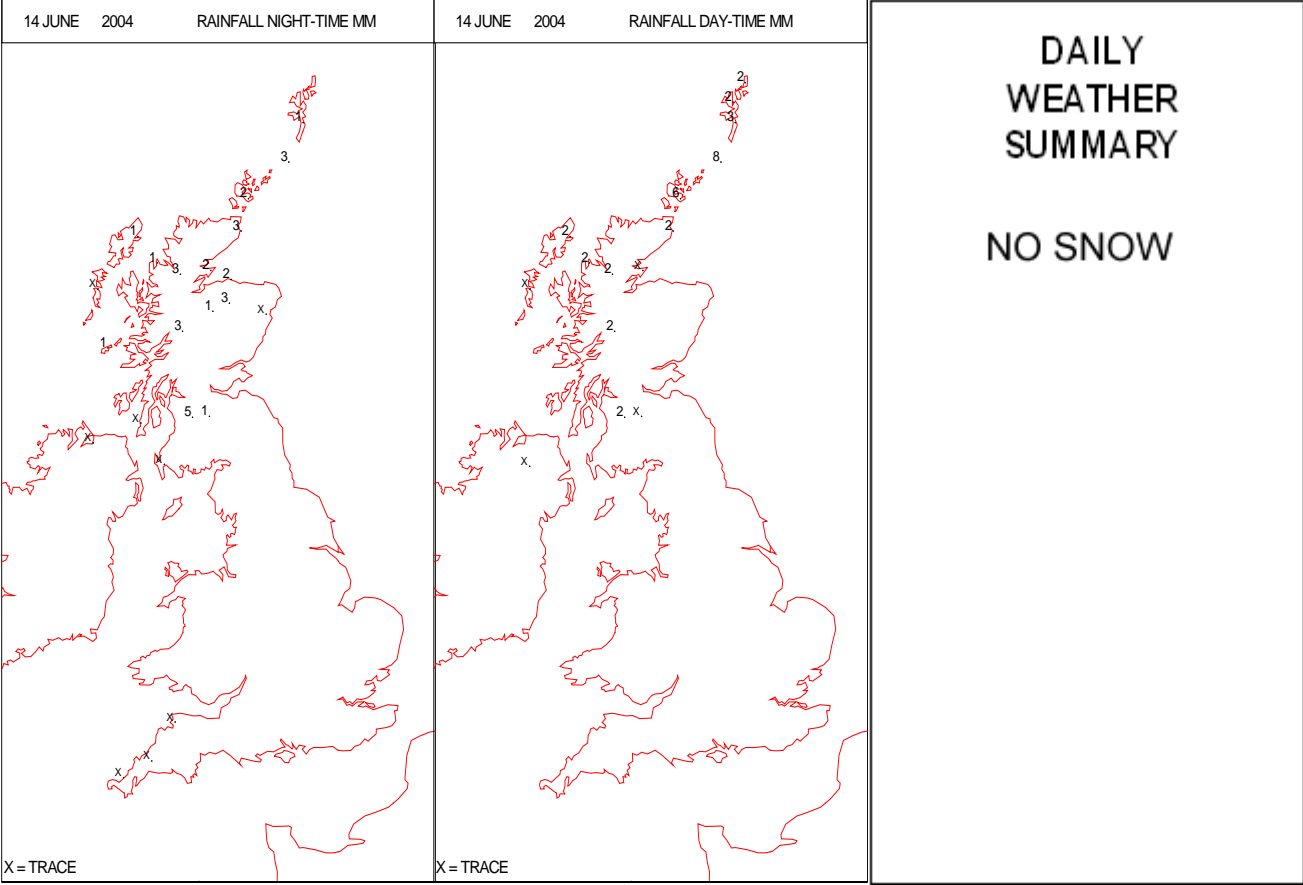 14 JUNE 2004 RAINFALL NIGHT-TIME MM
1
3.
2.
3.
1.
1.
3.
2.
2.
X
3.
1.
X.
3.
1.
5. 1.
X.
X
X.
X.
X.
X.
X = TRACE
14 JUNE 2004 RAINFALL DAY-TIME MM
2.
2.
3.
8.
6.
2.
2.
2.
2.
X.
X
2.
2. X.
X.
X = TRACE
DAILY
WEATHER
SUMMARY
NO SNOW